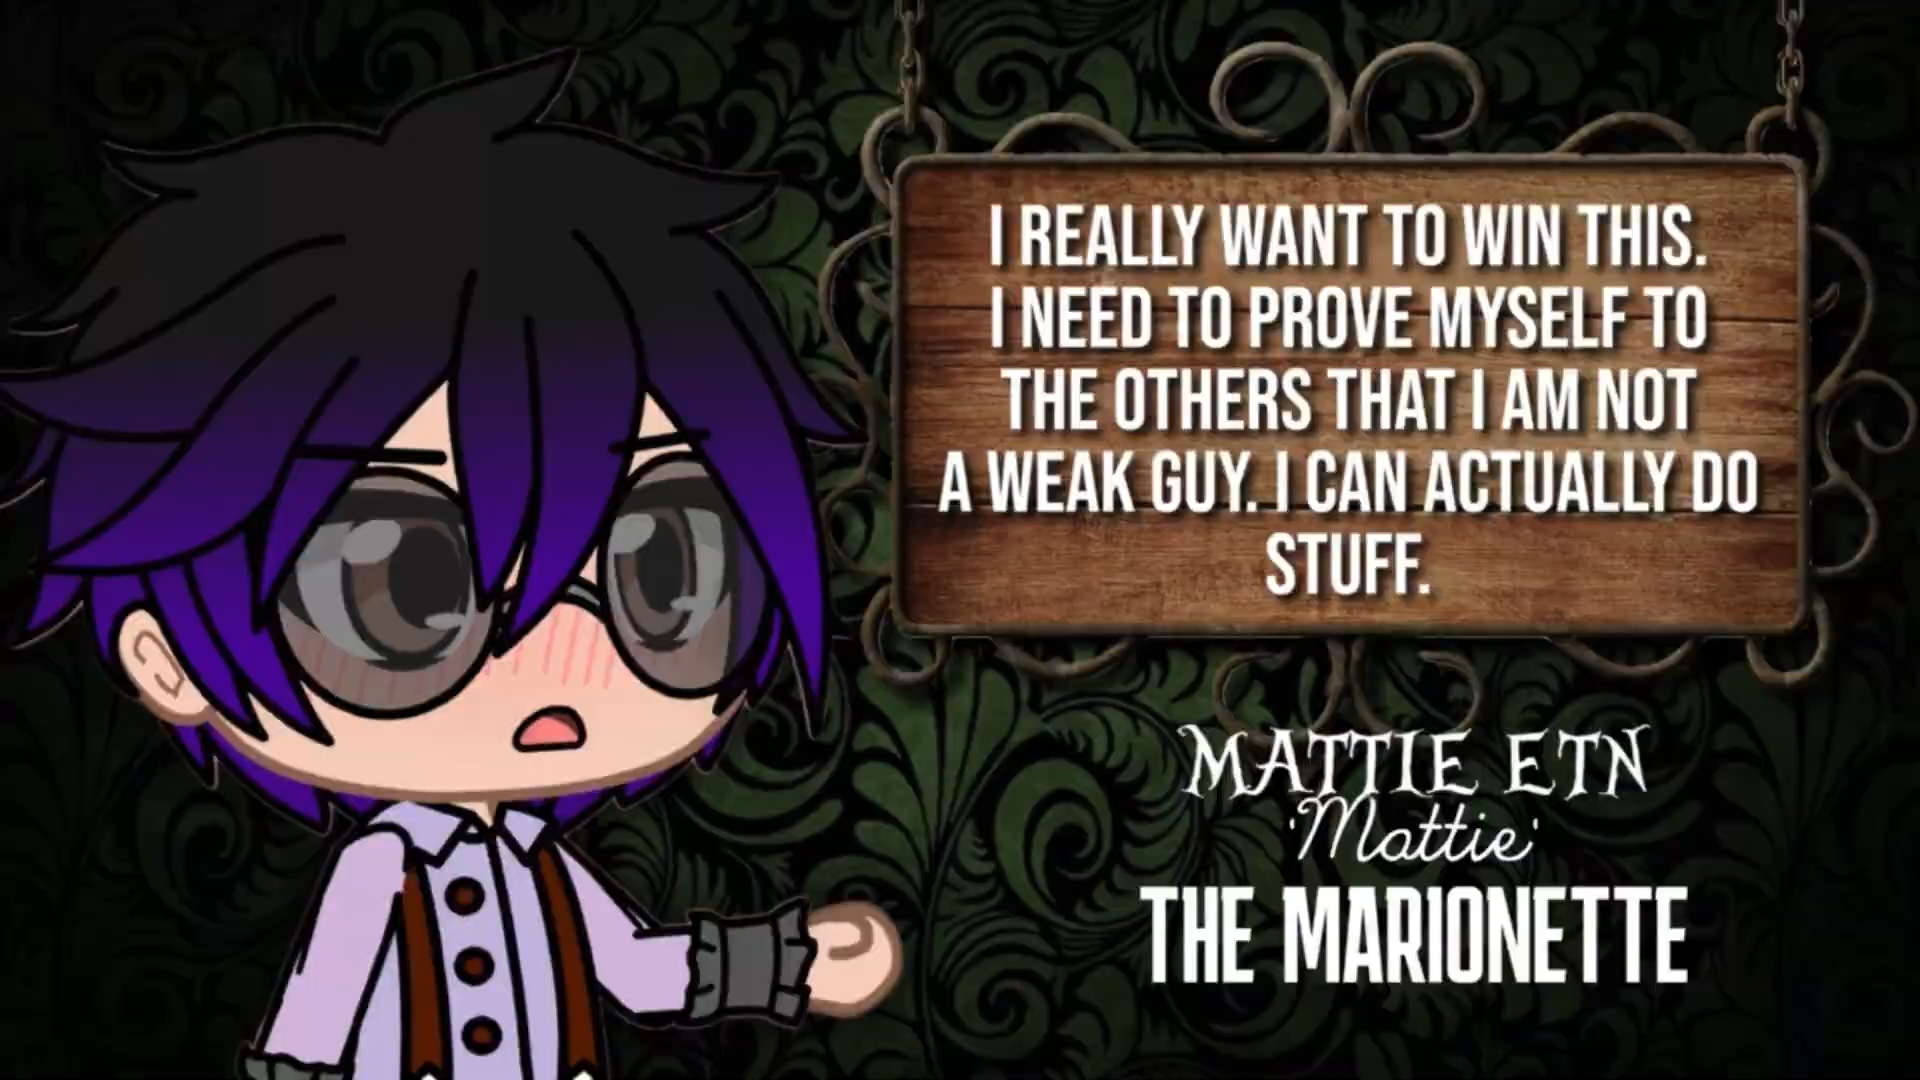 I REALLY WANT TO WIN THIS.
I NEED TO PROVE MYSELF TO
THE OTHERS THAT I AM NOT
A WEAK GUY. I CAN ACTUALLY DO
STUFF.
MATTIE ETN
'Mattie'
THE MARIONETTE